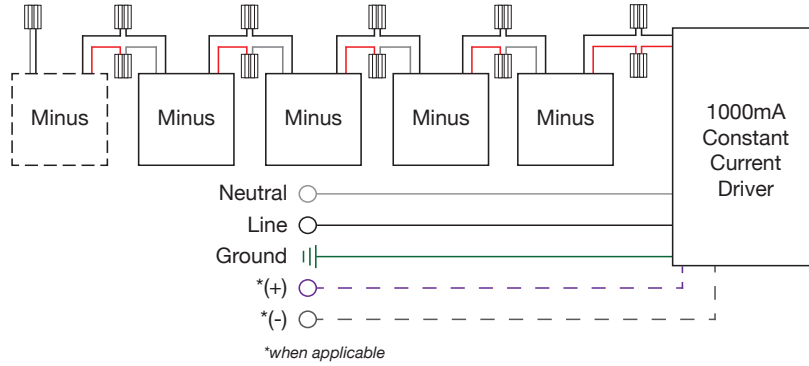 Minus
Minus
Minus
Minus
Minus
1000mA
Constant
Current
Driver
Neutral
Line
Ground
*(+)
*(-)
*when applicable